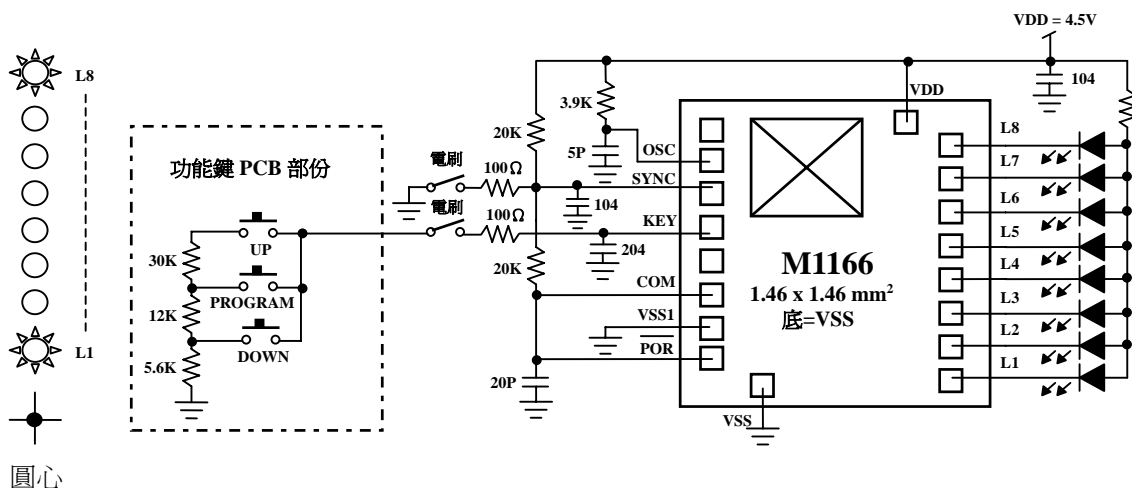 VDD = 4.5V
L8
104
VDD
3.9K
20K
L8
L7
5P
OSC
功能鍵 PCB 部份
電刷
100Ω
SYNC
L6
104
電刷
100Ω
KEY
L5
UP
204
30K
20K
M1166
L4
PROGRAM
COM
1.46 x 1.46 mm²
L3
12K
底=VSS
VSS1
L2
L1
DOWN
POR
L1
5.6K
20P
VSS
圓心